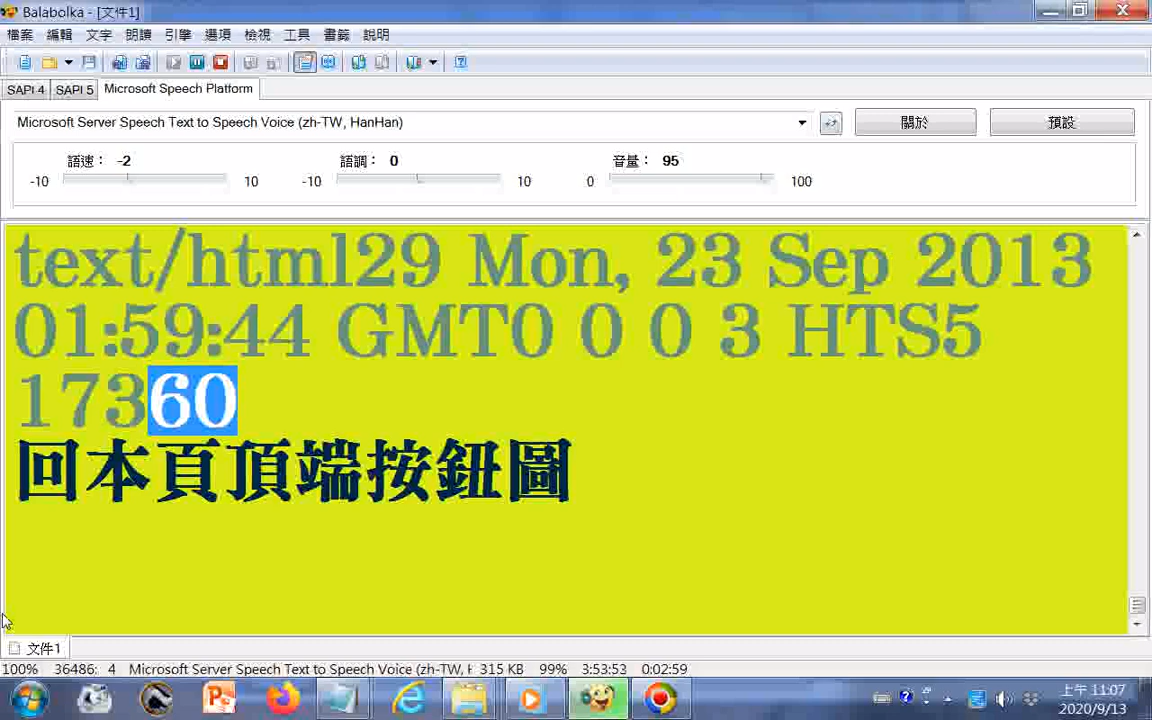 Balabolka - [文件1]
檔案 編輯 文字 朗讀 引擎 選項 檢視 工具 書籤 說明
SAPI 4 SAPI 5 Microsoft Speech Platform
Microsoft Server Speech Text to Speech Voice (zh-TW, HanHan) 關於 預設
語速： -2 語調： 0 音量： 95
-10 10 -10 10 0 100
text/html29 Mon, 23 Sep 2013
01:59:44 GMT0 0 0 3 HTS5
17360
回本頁頂端按鈕圖
文件1
100% 36486: 4 Microsoft Server Speech Text to Speech Voice (zh-TW, 315 KB 99% 3:53:53 0:02:59
上午 11:07
2020/9/13